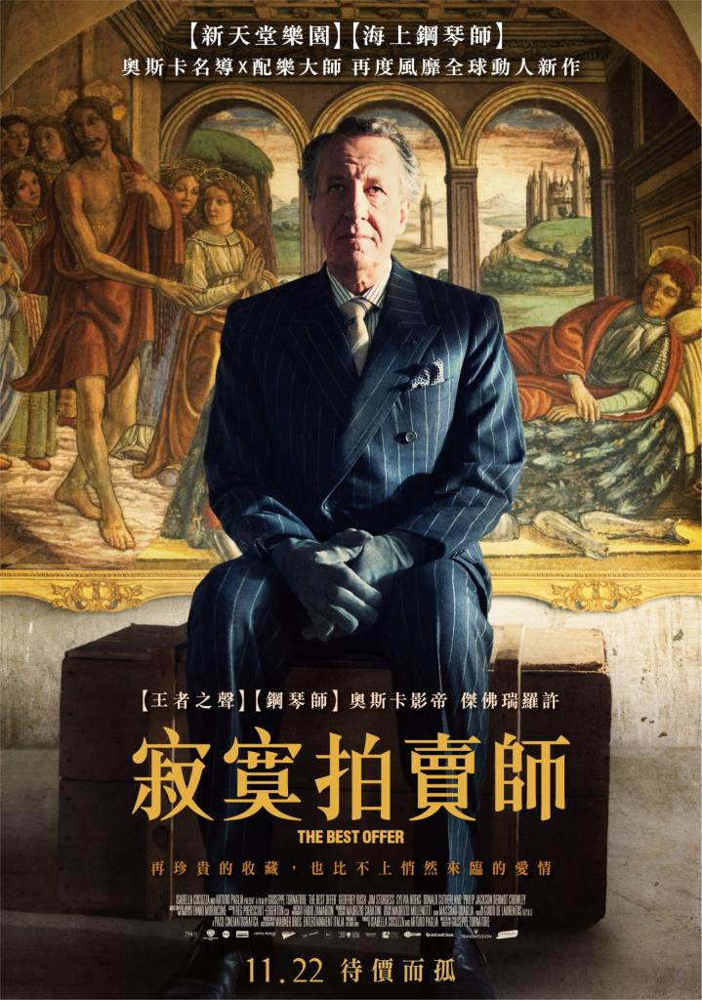 【新天堂樂園】【海上鋼琴師】
奧斯卡名導X配樂大師 再度風靡全球動人新作
【王者之聲】【鋼琴師】奧斯卡影帝 傑佛瑞羅許
寂寞拍賣師
THE BEST OFFER
再珍貴的收藏，也比不上悄然來臨的愛情
ISABELLA COCUZZA AND ARTURO PAGLIA PRESENT A FILM BY GIUSEPPE TORNATORE THE BEST OFFER GEOFFREY RUSH JIM STURGESS SYLVIA HOEKS DONALD SUTHERLAND PHILIP JACKSON DERMOT CROWLEY
11.22 待價而孤